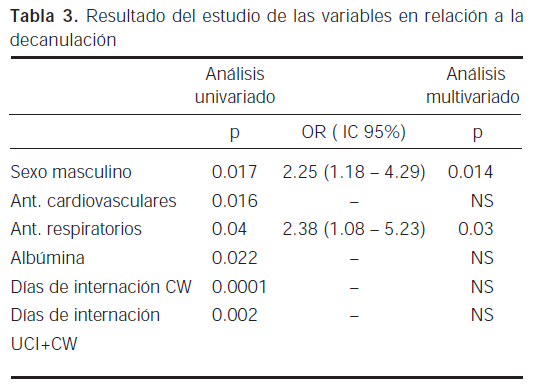 Tabla 3. Resultado del estudio de las variables en relación a la
decanulación
Análisis Análisis
univariado multivariado
p OR ( IC 95%) p
Sexo masculino 0.017 2.25 (1.18 – 4.29) 0.014
Ant. cardiovasculares 0.016 – NS
Ant. respiratorios 0.04 2.38 (1.08 – 5.23) 0.03
Albúmina 0.022 – NS
Días de internación CW 0.0001 – NS
Días de internación 0.002 – NS
UCI+CW